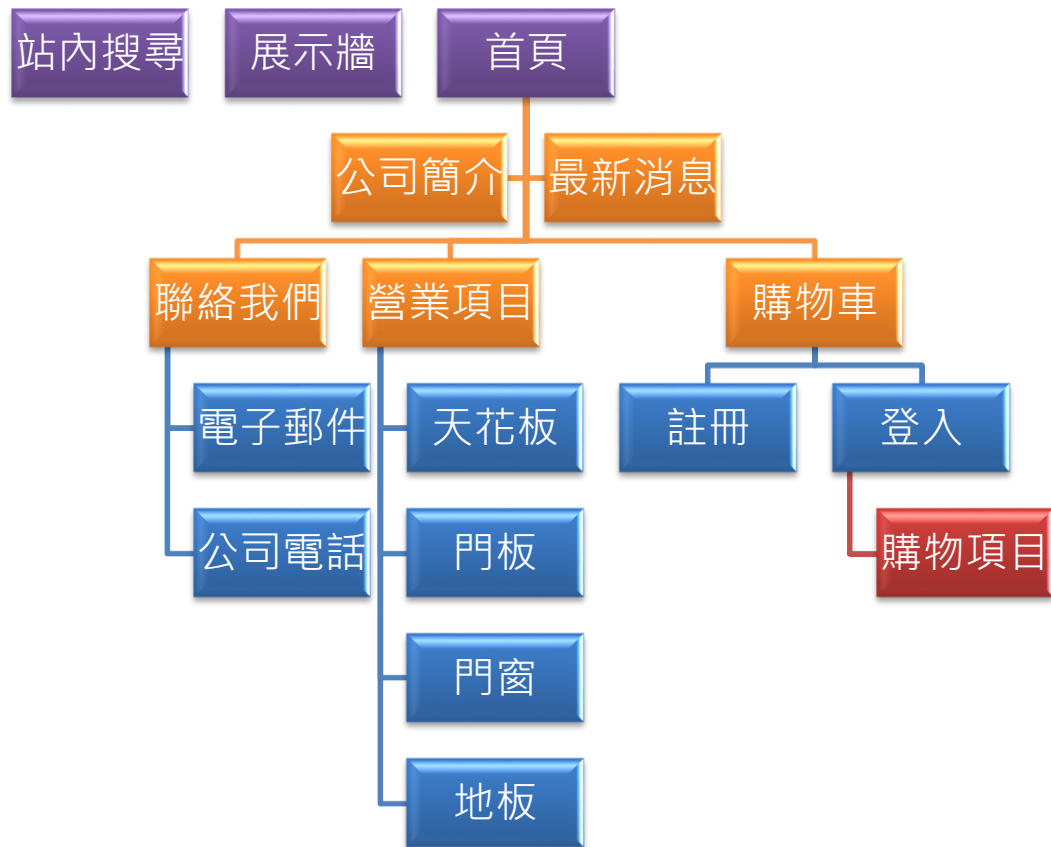 站內搜尋
展示牆
首頁
公司簡介
最新消息
聯絡我們
營業項目
購物車
電子郵件
天花板
註冊
登入
公司電話
門板
購物項目
門窗
地板